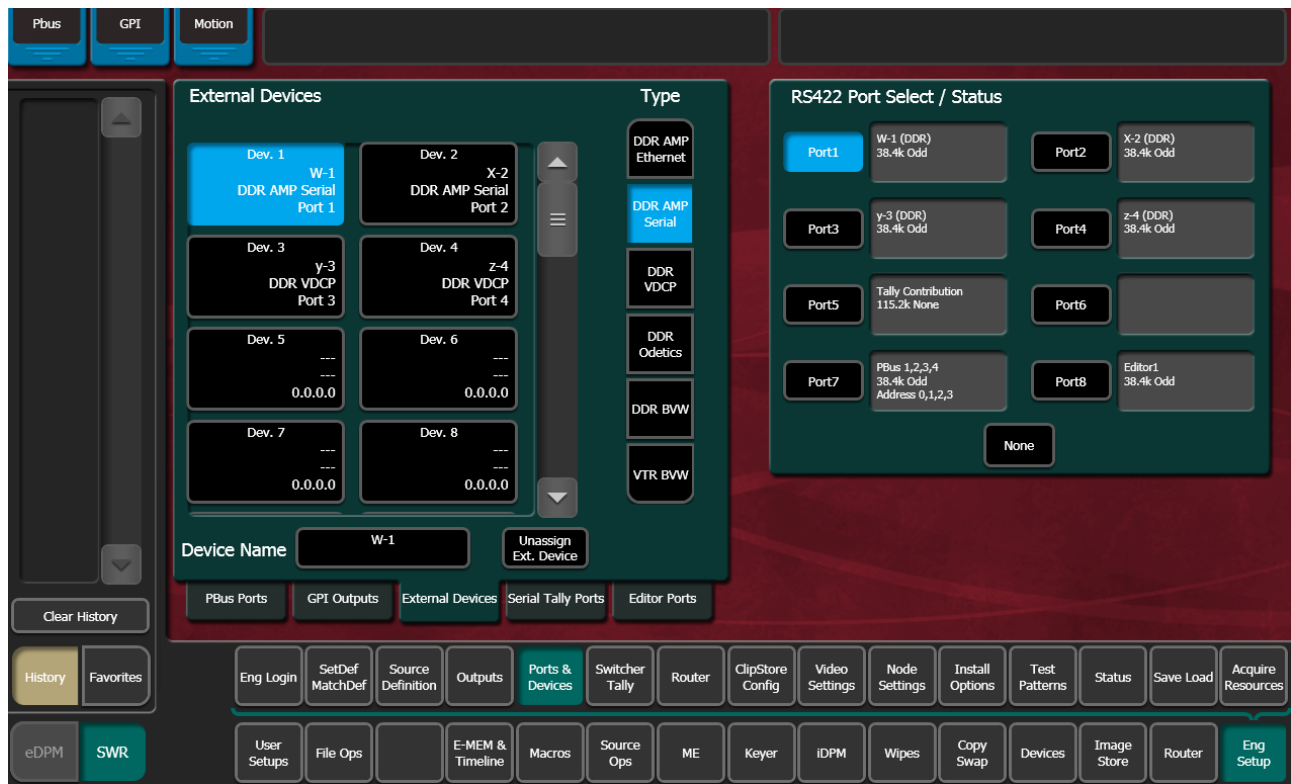 Pbus
GPI
Motion
External Devices
Type
Dev. 1
W-1
DDR AMP Serial
Port 1
Dev. 2
X-2
DDR AMP Serial
Port 2
Dev. 3
y-3
DDR VDCP
Port 3
Dev. 4
z-4
DDR VDCP
Port 4
Dev. 5
---
---
0.0.0.0
Dev. 6
---
---
0.0.0.0
Dev. 7
---
---
0.0.0.0
Dev. 8
---
---
0.0.0.0
DDR AMP
Ethernet
DDR AMP
Serial
DDR
VDCP
DDR
Odetics
DDR BVW
VTR BVW
Device Name
W-1
Unassign
Ext. Device
PBus Ports
GPI Outputs
External Devices
Serial Tally Ports
Editor Ports
RS422 Port Select / Status
Port1
W-1 (DDR)
38.4k Odd
Port2
X-2 (DDR)
38.4k Odd
Port3
y-3 (DDR)
38.4k Odd
Port4
z-4 (DDR)
38.4k Odd
Port5
Tally Contribution
115.2k None
Port6
Port7
PBus 1,2,3,4
38.4k Odd
Address 0,1,2,3
Port8
Editor1
38.4k Odd
None
Clear History
History
Favorites
Eng Login
SetDef
MatchDef
Source
Definition
Outputs
Ports &
Devices
Switcher
Tally
Router
ClipStore
Config
Video
Settings
Node
Settings
Install
Options
Test
Patterns
Status
Save Load
Acquire
Resources
eDPM
SWR
User
Setups
File Ops
E-MEM &
Timeline
Macros
Source
Ops
ME
Keyer
iDPM
Wipes
Copy
Swap
Devices
Image
Store
Router
Eng
Setup